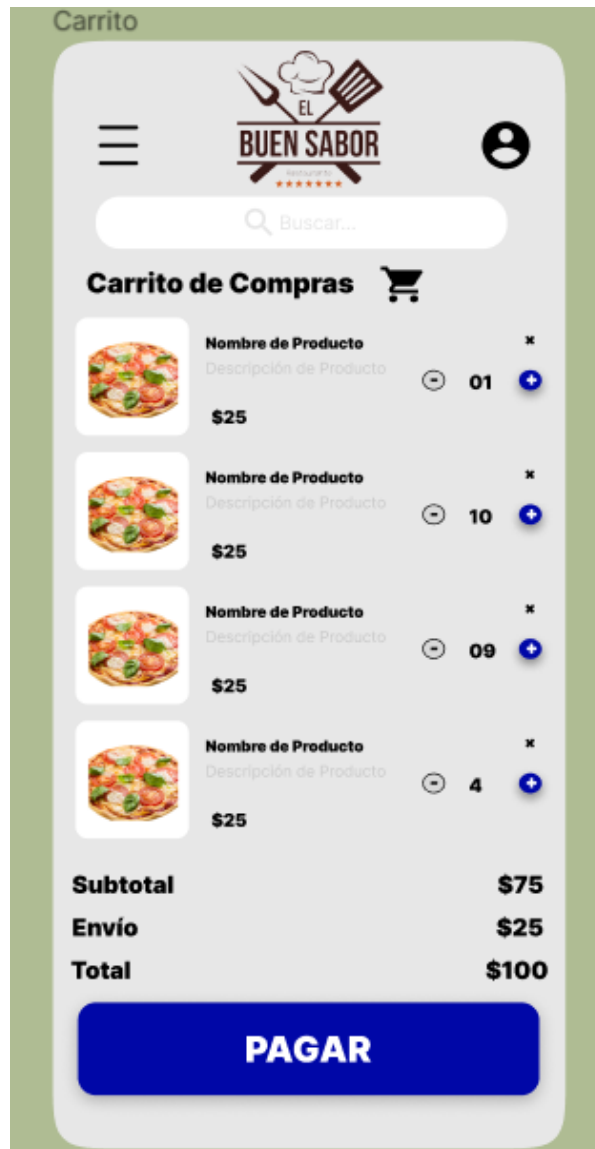 Carrito
EL
BUEN SABOR
Restaurante
Buscar...
Carrito de Compras
Nombre de Producto
Descripción de Producto
01
$25
Nombre de Producto
Descripción de Producto
10
$25
Nombre de Producto
Descripción de Producto
09
$25
Nombre de Producto
Descripción de Producto
4
$25
Subtotal $75
Envío $25
Total $100
PAGAR